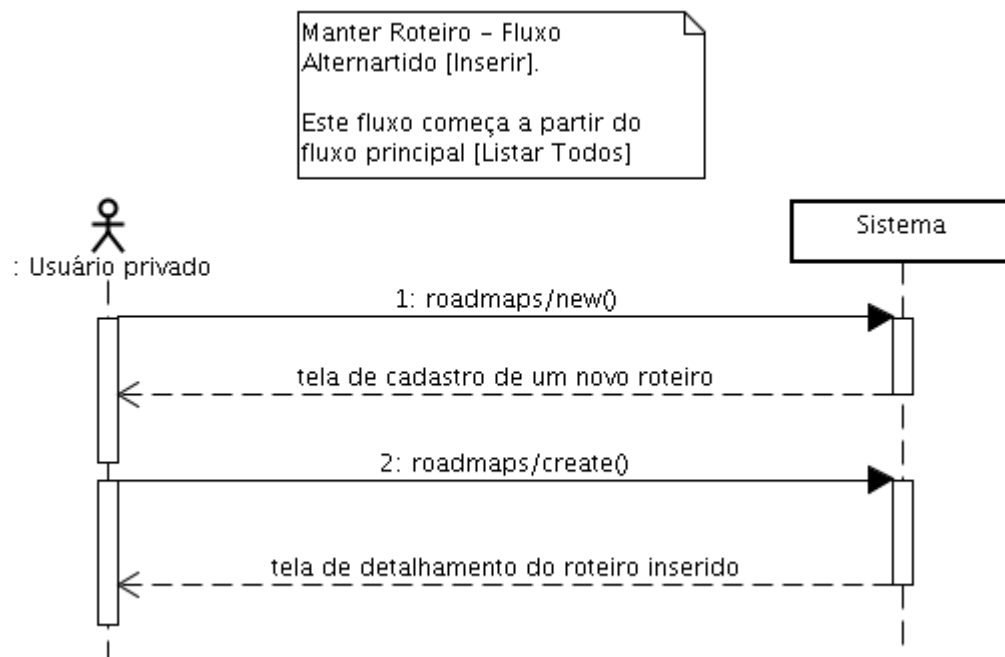 Manter Roteiro – Fluxo
Alternartido [Inserir].
Este fluxo começa a partir do
fluxo principal [Listar Todos]
Sistema
: Usuário privado
1: roadmaps/new()
tela de cadastro de um novo roteiro
2: roadmaps/create()
tela de detalhamento do roteiro inserido